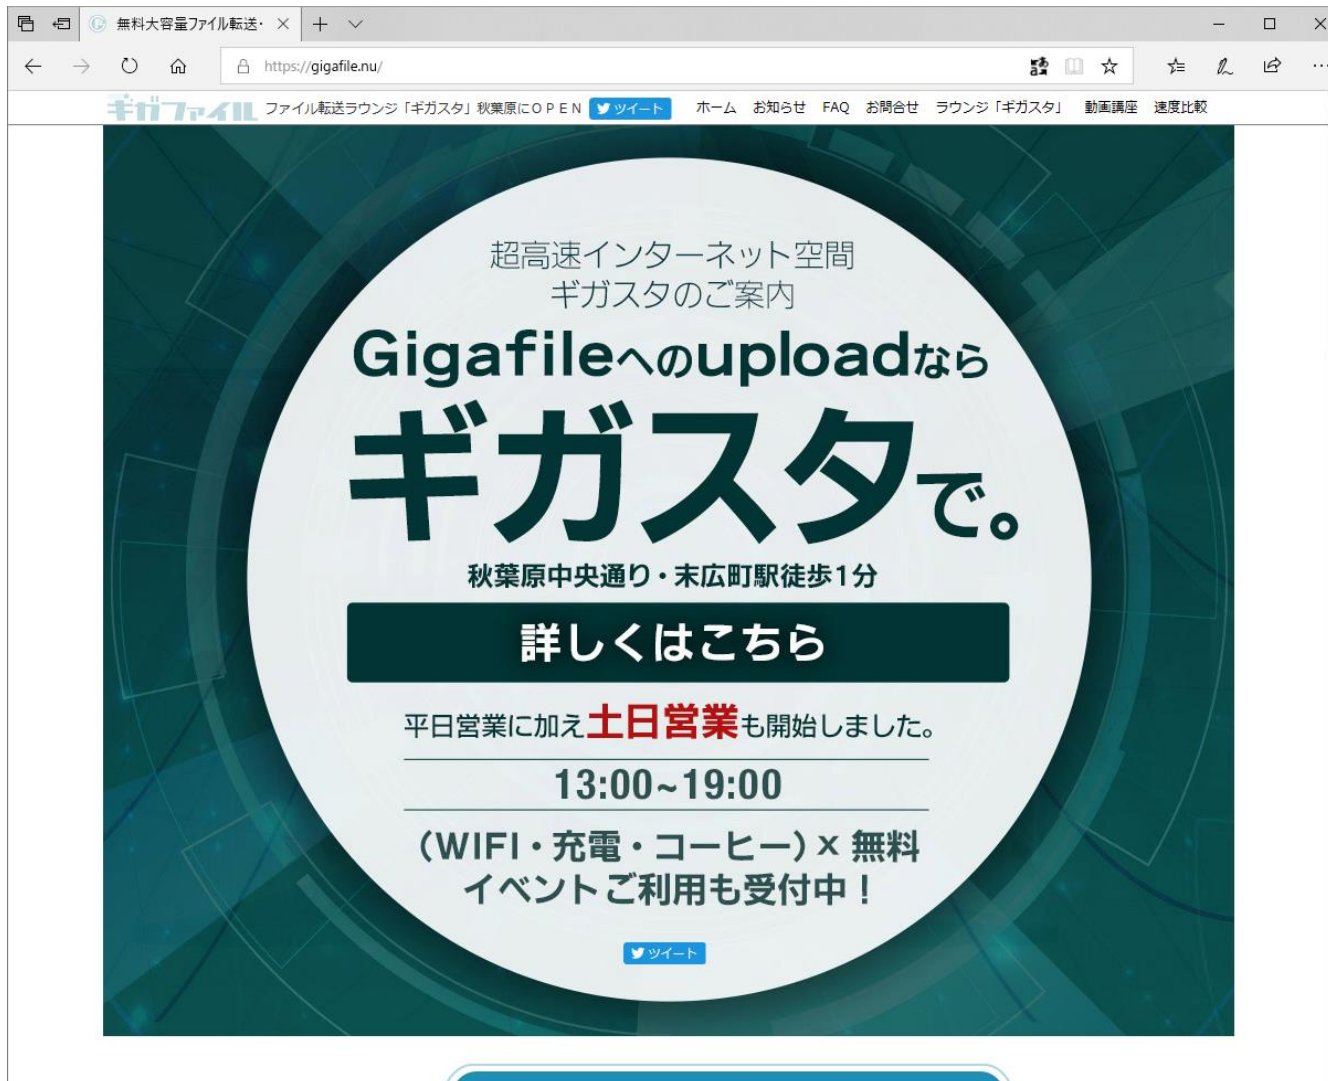 無料大容量ファイル転送・
https://gigafile.nu/
ギガファイル ファイル転送ラウンジ「ギガスタ」秋葉原にＯＰＥＮ ツイート ホーム お知らせ FAQ お問合せ ラウンジ「ギガスタ」 動画講座 速度比較
超高速インターネット空間
ギガスタのご案内
Gigafileへのuploadなら
ギガスタで。
秋葉原中央通り・末広町駅徒歩1分
詳しくはこちら
平日営業に加え土日営業も開始しました。
13:00~19:00
(WIFI・充電・コーヒー)×無料
イベントご利用も受付中！
ツイート